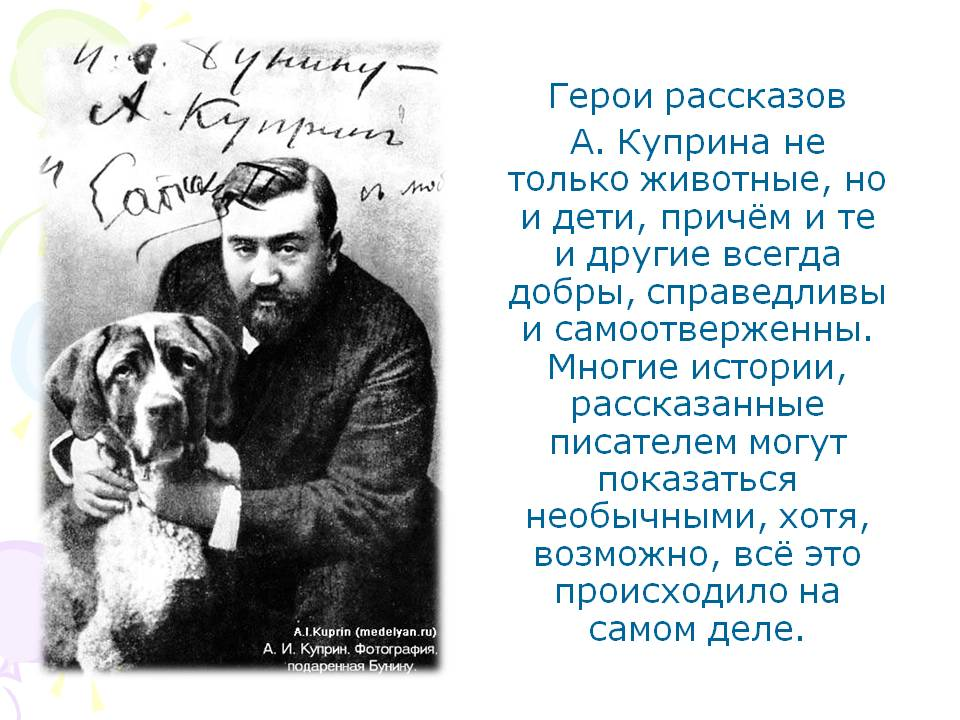 И. А. Бунину –
А. Куприн
и
Сапсан II
Герои рассказов
А. Куприна не
только животные, но
и дети, причём и те
и другие всегда
добры, справедливы
и самоотверженны.
Многие истории,
рассказанные
писателем могут
показаться
необычными, хотя,
возможно, всё это
происходило на
самом деле.
A.I.Kuprin (medelyan.ru)
А. И. Куприн. Фотография,
подаренная Бунину.